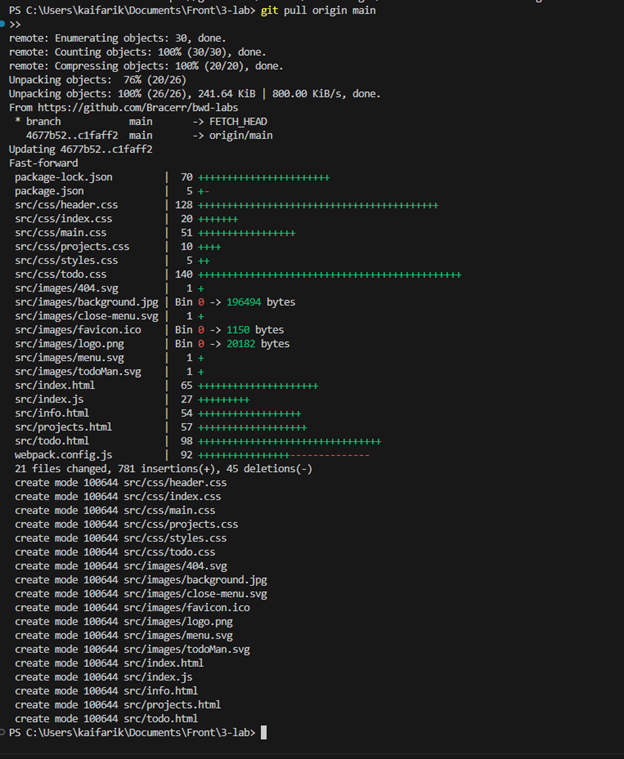 PS C:\Users\kaifarik\Documents\Front\3-lab> git pull origin main
>>
remote: Enumerating objects: 30, done.
remote: Counting objects: 100% (30/30), done.
remote: Compressing objects: 100% (20/20), done.
Unpacking objects:  76% (20/26)
Unpacking objects: 100% (26/26), 241.64 KiB | 800.00 KiB/s, done.
From https://github.com/Bracerr/bwd-labs
 * branch            main       -> FETCH_HEAD
   4677b52..c1faff2  main       -> origin/main
Updating 4677b52..c1faff2
Fast-forward
 package-lock.json         |  70 +++++++++++++++++++++++
 package.json              |   5 +-
 src/css/header.css        | 128 ++++++++++++++++++++++++++++++++++++++++++
 src/css/index.css         |  20 +++++++
 src/css/main.css          |  51 +++++++++++++++++
 src/css/projects.css      |  10 ++++
 src/css/styles.css        |   5 ++
 src/css/todo.css          | 140 ++++++++++++++++++++++++++++++++++++++++++++++
 src/images/404.svg        |   1 +
 src/images/background.jpg | Bin 0 -> 196494 bytes
 src/images/close-menu.svg |   1 +
 src/images/favicon.ico    | Bin 0 -> 1150 bytes
 src/images/logo.png       | Bin 0 -> 20182 bytes
 src/images/menu.svg       |   1 +
 src/images/todoMan.svg    |   1 +
 src/index.html            |  65 +++++++++++++++++++++
 src/index.js              |  27 +++++++++
 src/info.html             |  54 ++++++++++++++++++
 src/projects.html         |  57 +++++++++++++++++++
 src/todo.html             |  98 ++++++++++++++++++++++++++++++++
 webpack.config.js         |  92 ++++++++++++++++--------------
 21 files changed, 781 insertions(+), 45 deletions(-)
 create mode 100644 src/css/header.css
 create mode 100644 src/css/index.css
 create mode 100644 src/css/main.css
 create mode 100644 src/css/projects.css
 create mode 100644 src/css/styles.css
 create mode 100644 src/css/todo.css
 create mode 100644 src/images/404.svg
 create mode 100644 src/images/background.jpg
 create mode 100644 src/images/close-menu.svg
 create mode 100644 src/images/favicon.ico
 create mode 100644 src/images/logo.png
 create mode 100644 src/images/menu.svg
 create mode 100644 src/images/todoMan.svg
 create mode 100644 src/index.html
 create mode 100644 src/index.js
 create mode 100644 src/info.html
 create mode 100644 src/projects.html
 create mode 100644 src/todo.html
PS C:\Users\kaifarik\Documents\Front\3-lab>